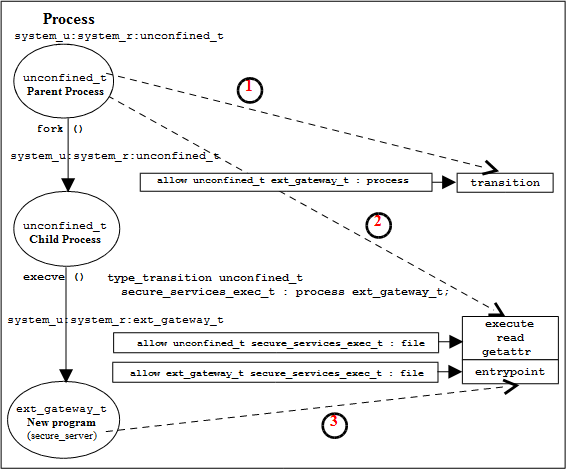 Process
system_u:system_r:unconfined_t
unconfined_t
Parent Process
1
fork ()
system_u:system_r:unconfined_t
allow unconfined_t ext_gateway_t : process
transition
2
unconfined_t
Child Process
execve ()
type_transition unconfined_t
secure_services_exec_t : process ext_gateway_t;
system_u:system_r:ext_gateway_t
execute
read
getattr
allow unconfined_t secure_services_exec_t : file
allow ext_gateway_t secure_services_exec_t : file
entrypoint
ext_gateway_t
New program
(secure_server)
3